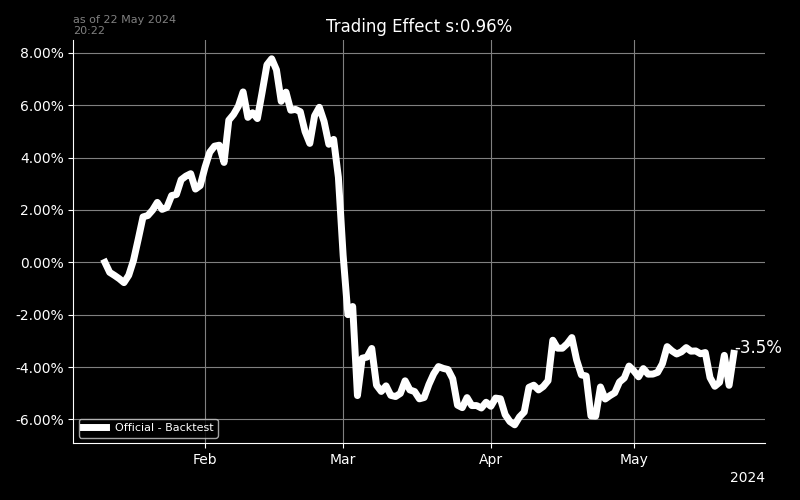 as of 22 May 2024
20:22
Trading Effect s:0.96%
8.00%
6.00%
4.00%
2.00%
0.00%
-2.00%
-4.00%
-6.00%
-3.5%
Official - Backtest
Feb
Mar
Apr
May
2024